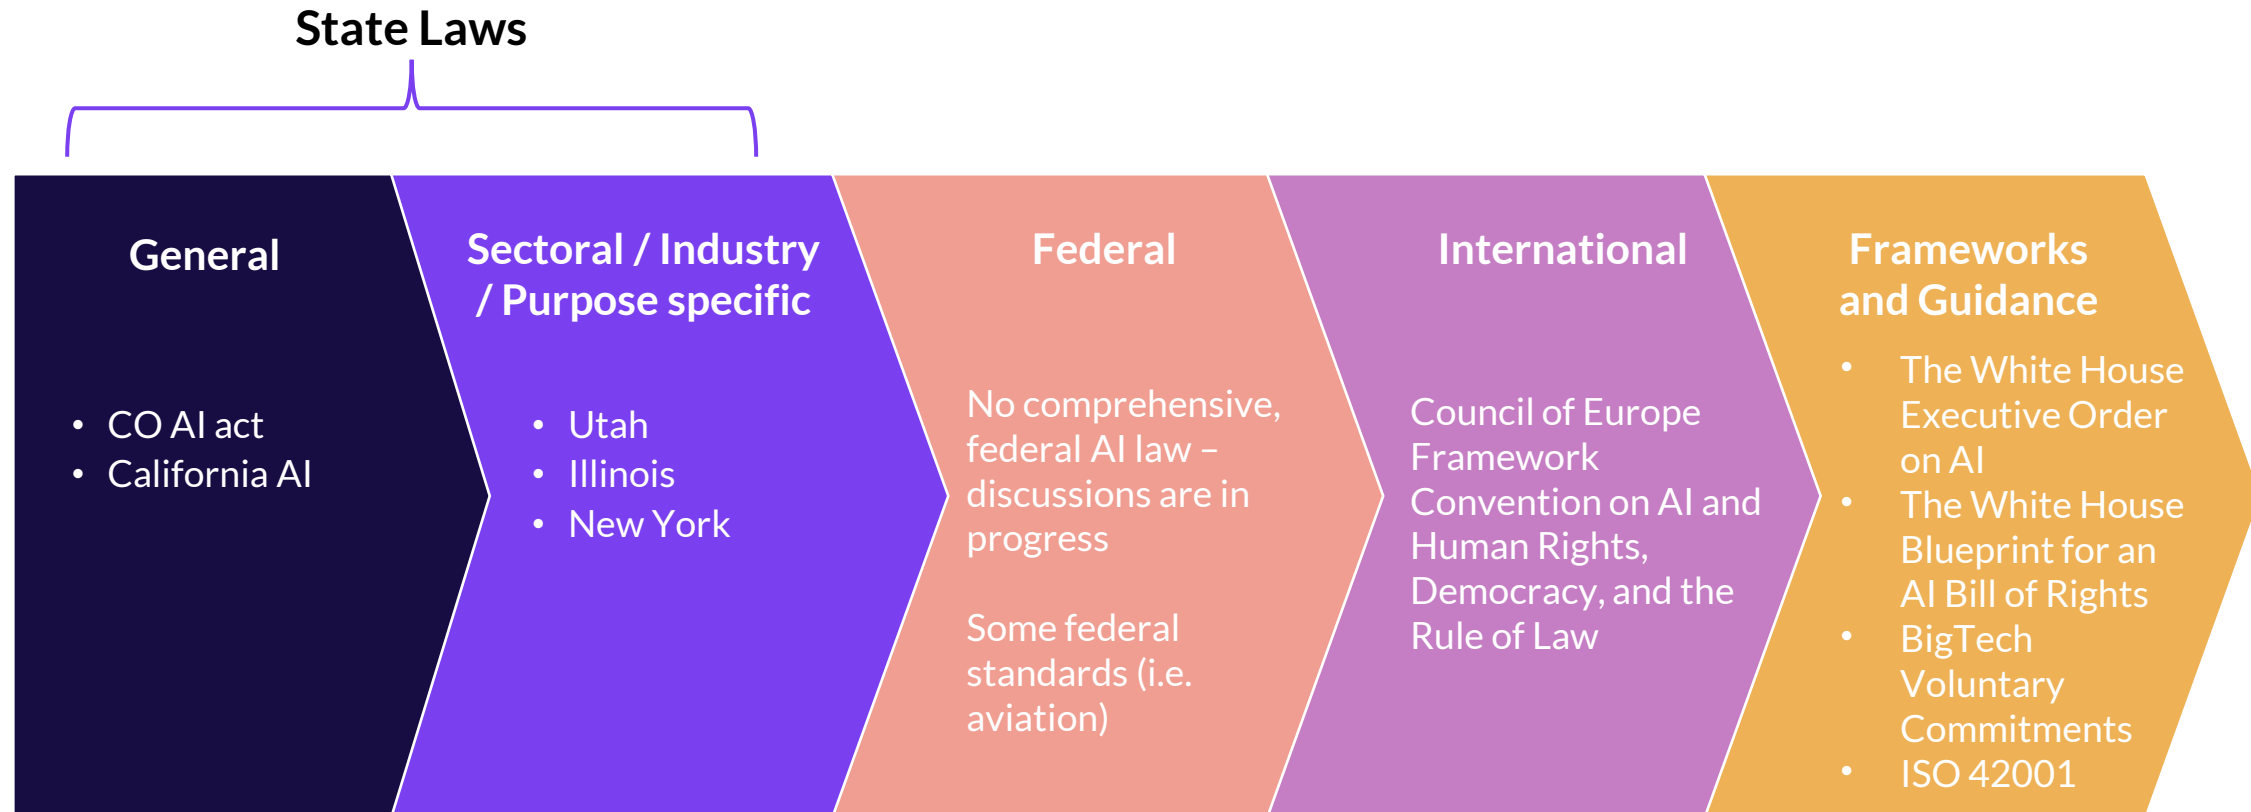 State Laws
General
• CO AI act
• California AI
Sectoral / Industry
/ Purpose specific
• Utah
• Illinois
• New York
Federal
No comprehensive,
federal AI law –
discussions are in
progress
Some federal
standards (i.e.
aviation)
International
Council of Europe
Framework
Convention on AI and
Human Rights,
Democracy, and the
Rule of Law
Frameworks
and Guidance
• The White House
Executive Order
on AI
• The White House
Blueprint for an
AI Bill of Rights
• BigTech
Voluntary
Commitments
• ISO 42001